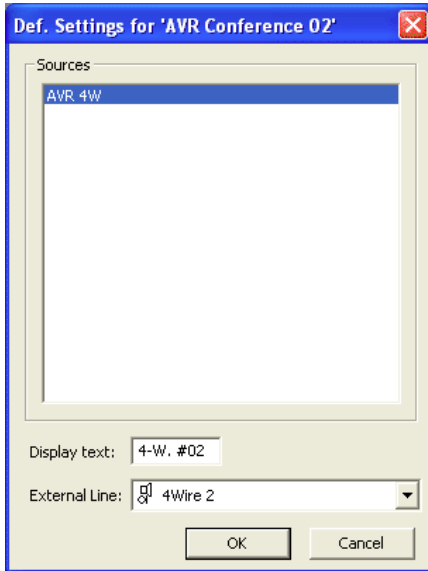 Def. Settings for 'AVR Conference 02'
Sources
AVR 4W
Display text: 4-W. #02
External Line: 4Wire 2
OK Cancel